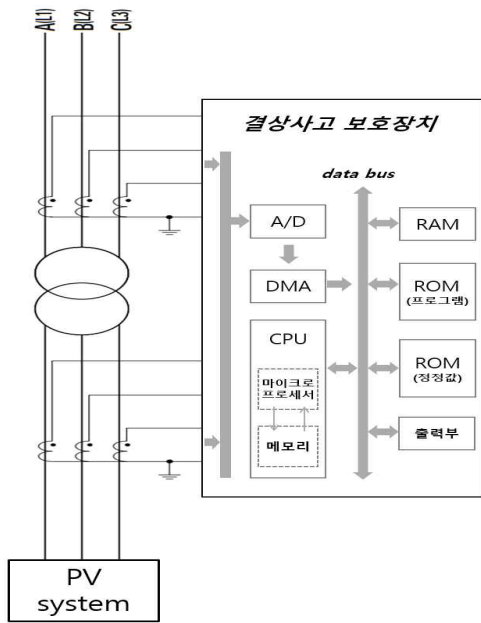 A(L1)
B(L2)
C(L3)
결상사고 보호장치
data bus
A/D
RAM
DMA
ROM
(프로그램)
CPU
마이크로
프로세서
메모리
ROM
(정정값)
출력부
PV
system